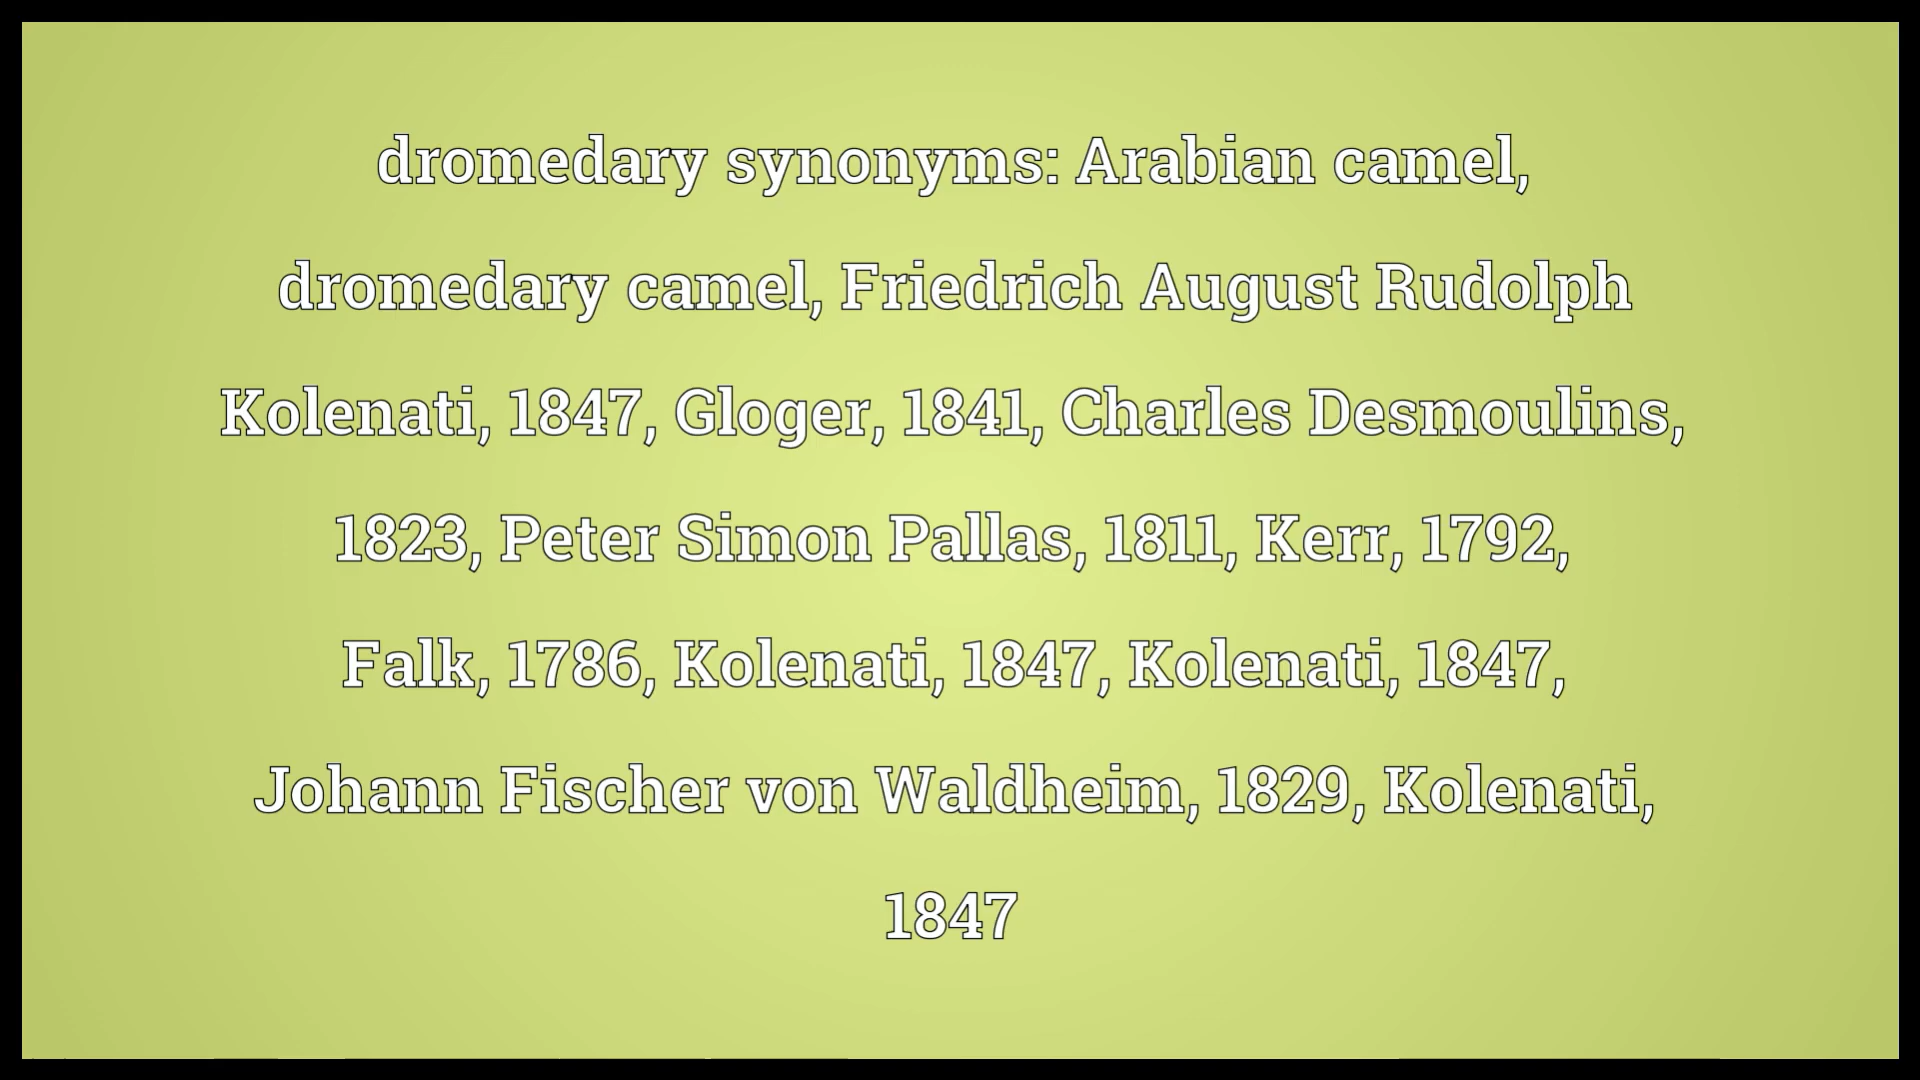 dromedary synonyms: Arabian camel,
dromedary camel, Friedrich August Rudolph
Kolenati, 1847, Gloger, 1841, Charles Desmoulins,
1823, Peter Simon Pallas, 1811, Kerr, 1792,
Falk, 1786, Kolenati, 1847, Kolenati, 1847,
Johann Fischer von Waldheim, 1829, Kolenati,
1847